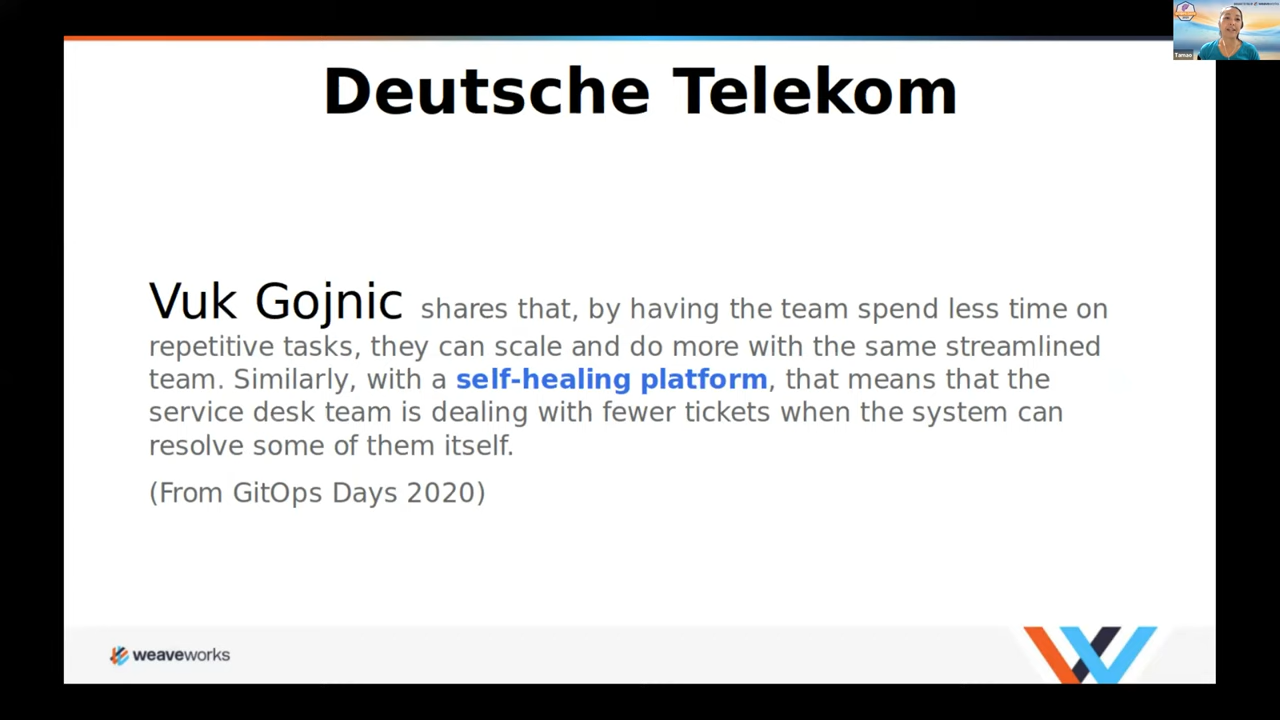 Deutsche Telekom
Vuk Gojnic shares that, by having the team spend less time on
repetitive tasks, they can scale and do more with the same streamlined
team. Similarly, with a self-healing platform, that means that the
service desk team is dealing with fewer tickets when the system can
resolve some of them itself.
(From GitOps Days 2020)
weaveworks
Tamao